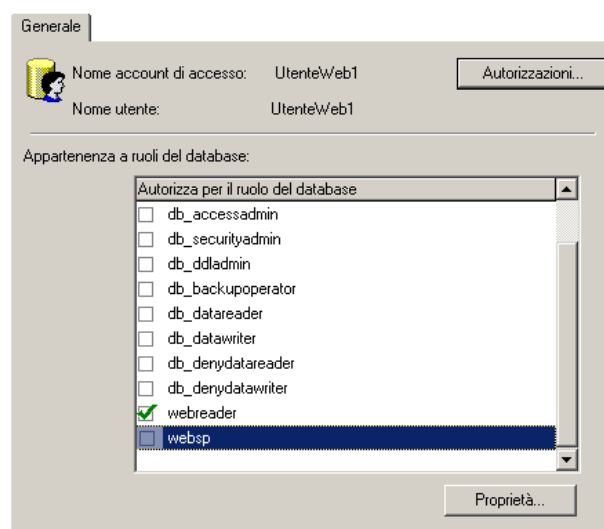 Generale
Nome account di accesso: UtenteWeb1
Autorizzazioni...
Nome utente: UtenteWeb1
Appartenenza a ruoli del database:
Autorizza per il ruolo del database
db_accessadmin
db_securityadmin
db_ddladmin
db_backupoperator
db_datareader
db_datawriter
db_denydatareader
db_denydatawriter
webreader
websp
Proprietà...